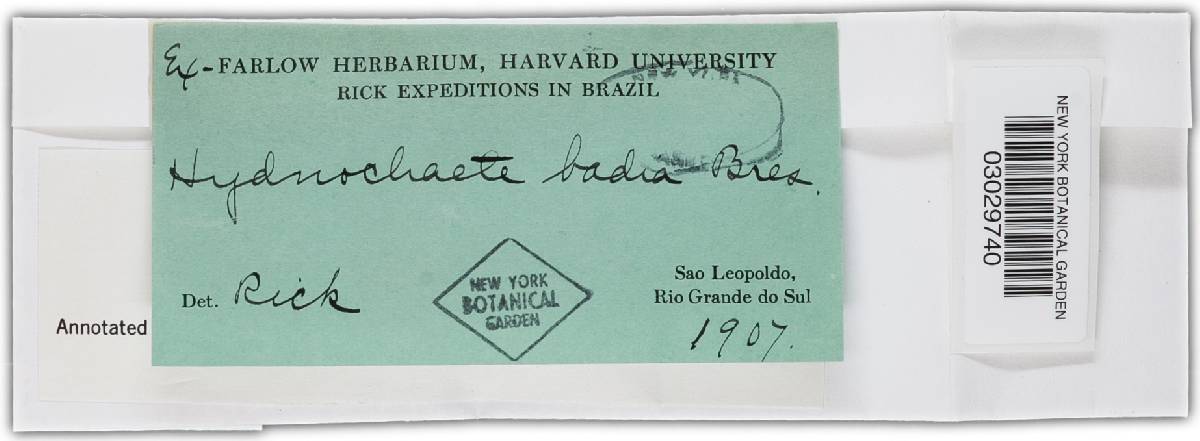 Ex-FARLOW HERBARIUM, HARVARD UNIVERSITY
RICK EXPEDITIONS IN BRAZIL
Hydnochaete badia Bres.
Det. Rick
NEW YORK
BOTANICAL
GARDEN
Sao Leopoldo,
Rio Grande do Sul
1907.
Annotated
NEW YORK BOTANICAL GARDEN
03029740